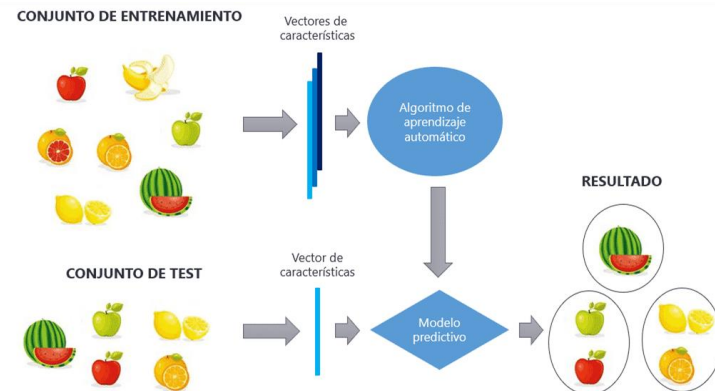 CONJUNTO DE ENTRENAMIENTO
Vectores de
características
Algoritmo de
aprendizaje
automático
RESULTADO
CONJUNTO DE TEST
Vector de
características
Modelo
predictivo